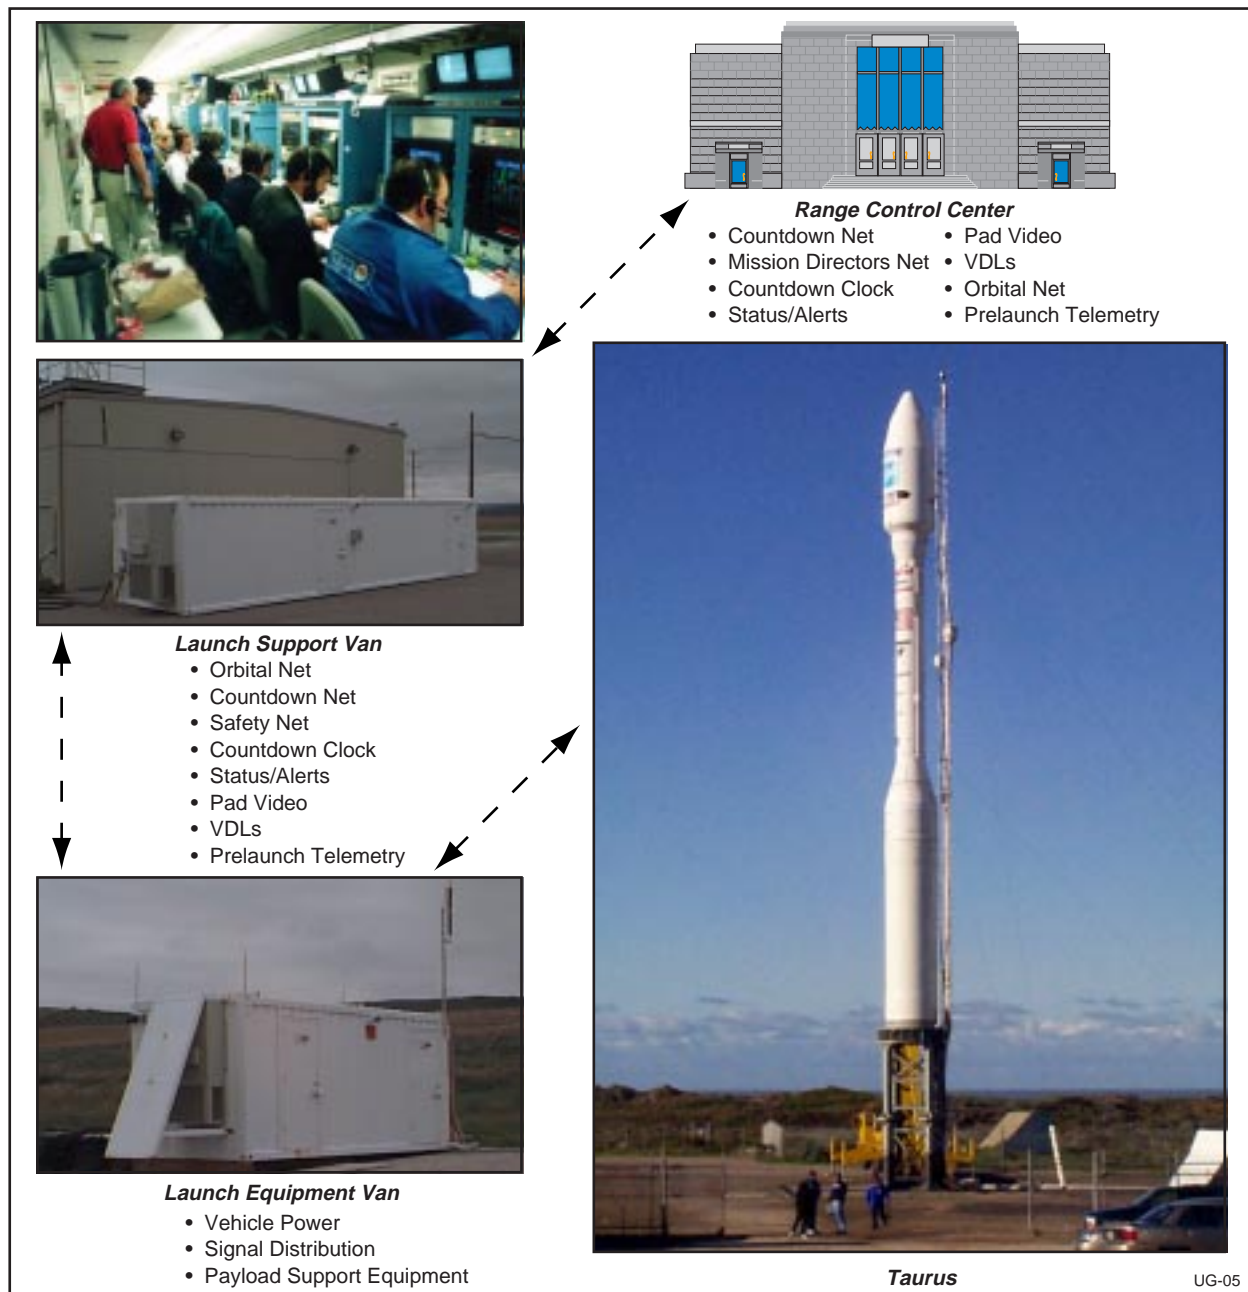 Range Control Center
• Countdown Net
• Mission Directors Net
• Countdown Clock
• Status/Alerts
• Pad Video
• VDLs
• Orbital Net
• Prelaunch Telemetry
Launch Support Van
• Orbital Net
• Countdown Net
• Safety Net
• Countdown Clock
• Status/Alerts
• Pad Video
• VDLs
• Prelaunch Telemetry
Launch Equipment Van
• Vehicle Power
• Signal Distribution
• Payload Support Equipment
Taurus
UG-05